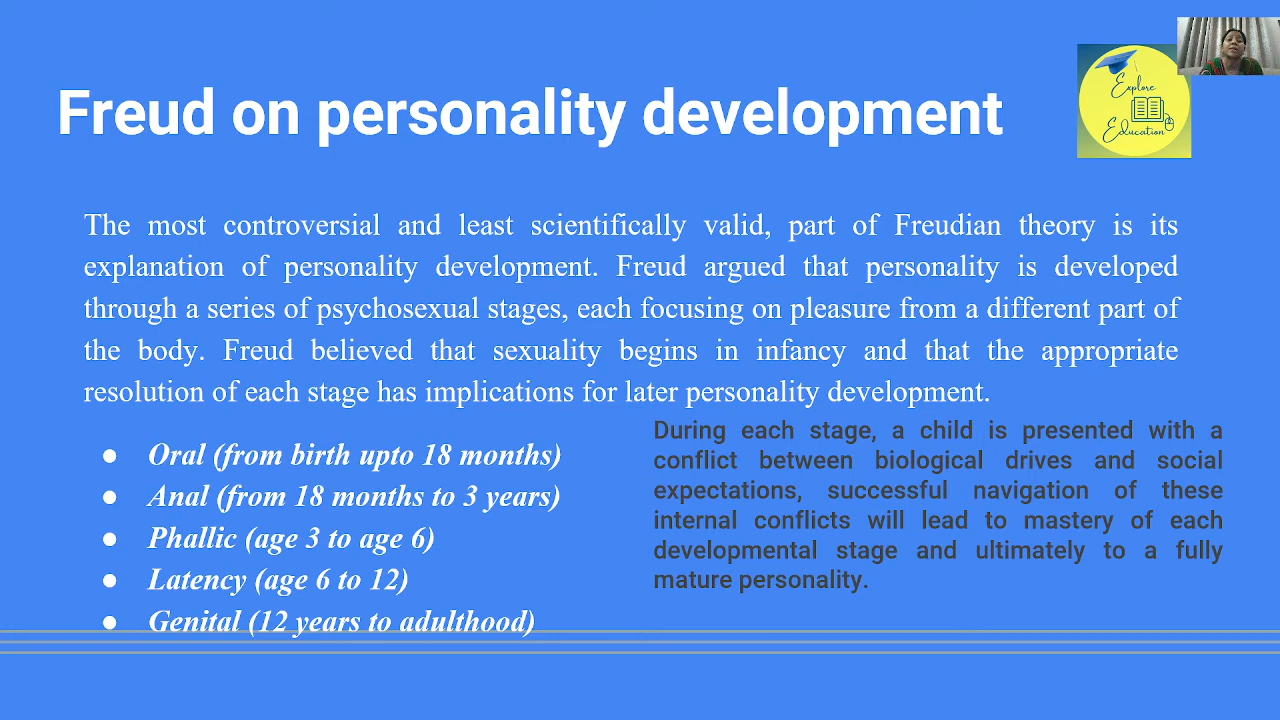 Freud on personality development
Explore
Education
The most controversial and least scientifically valid, part of Freudian theory is its
explanation of personality development. Freud argued that personality is developed
through a series of psychosexual stages, each focusing on pleasure from a different part of
the body. Freud believed that sexuality begins in infancy and that the appropriate
resolution of each stage has implications for later personality development.
● Oral (from birth upto 18 months)
● Anal (from 18 months to 3 years)
● Phallic (age 3 to age 6)
● Latency (age 6 to 12)
● Genital (12 years to adulthood)
During each stage, a child is presented with a
conflict between biological drives and social
expectations, successful navigation of these
internal conflicts will lead to mastery of each
developmental stage and ultimately to a fully
mature personality.